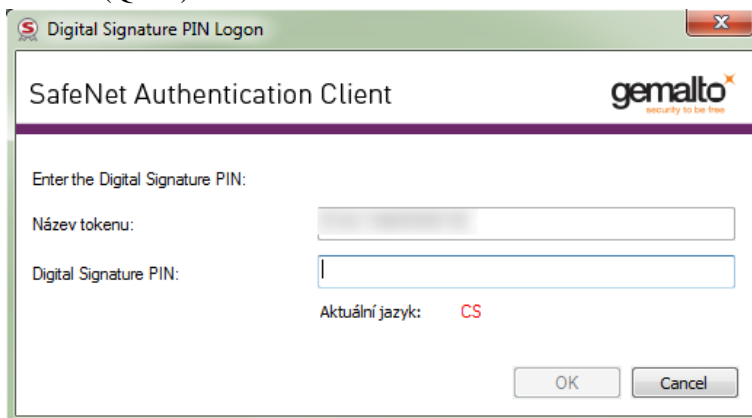 Digital Signature PIN Logon
SafeNet Authentication Client
gemalto
security to be free
Enter the Digital Signature PIN:
Název tokenu:
Digital Signature PIN:
Aktuální jazyk: CS
OK
Cancel